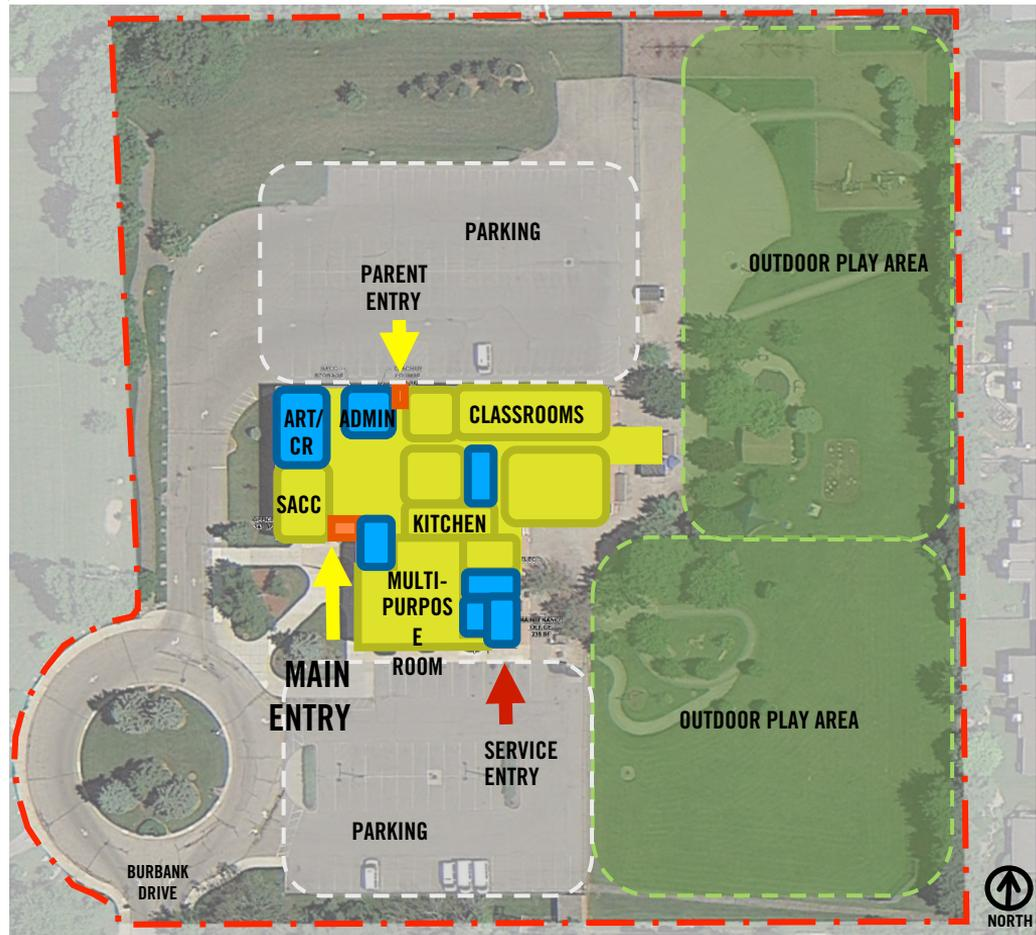 PARKING
OUTDOOR PLAY AREA
PARENT
ENTRY
ART/
CR
ADMIN
CLASSROOMS
SACC
KITCHEN
MULTI-
PURPOS
E
ROOM
MAIN
ENTRY
SERVICE
ENTRY
OUTDOOR PLAY AREA
PARKING
BURBANK
DRIVE
NORTH